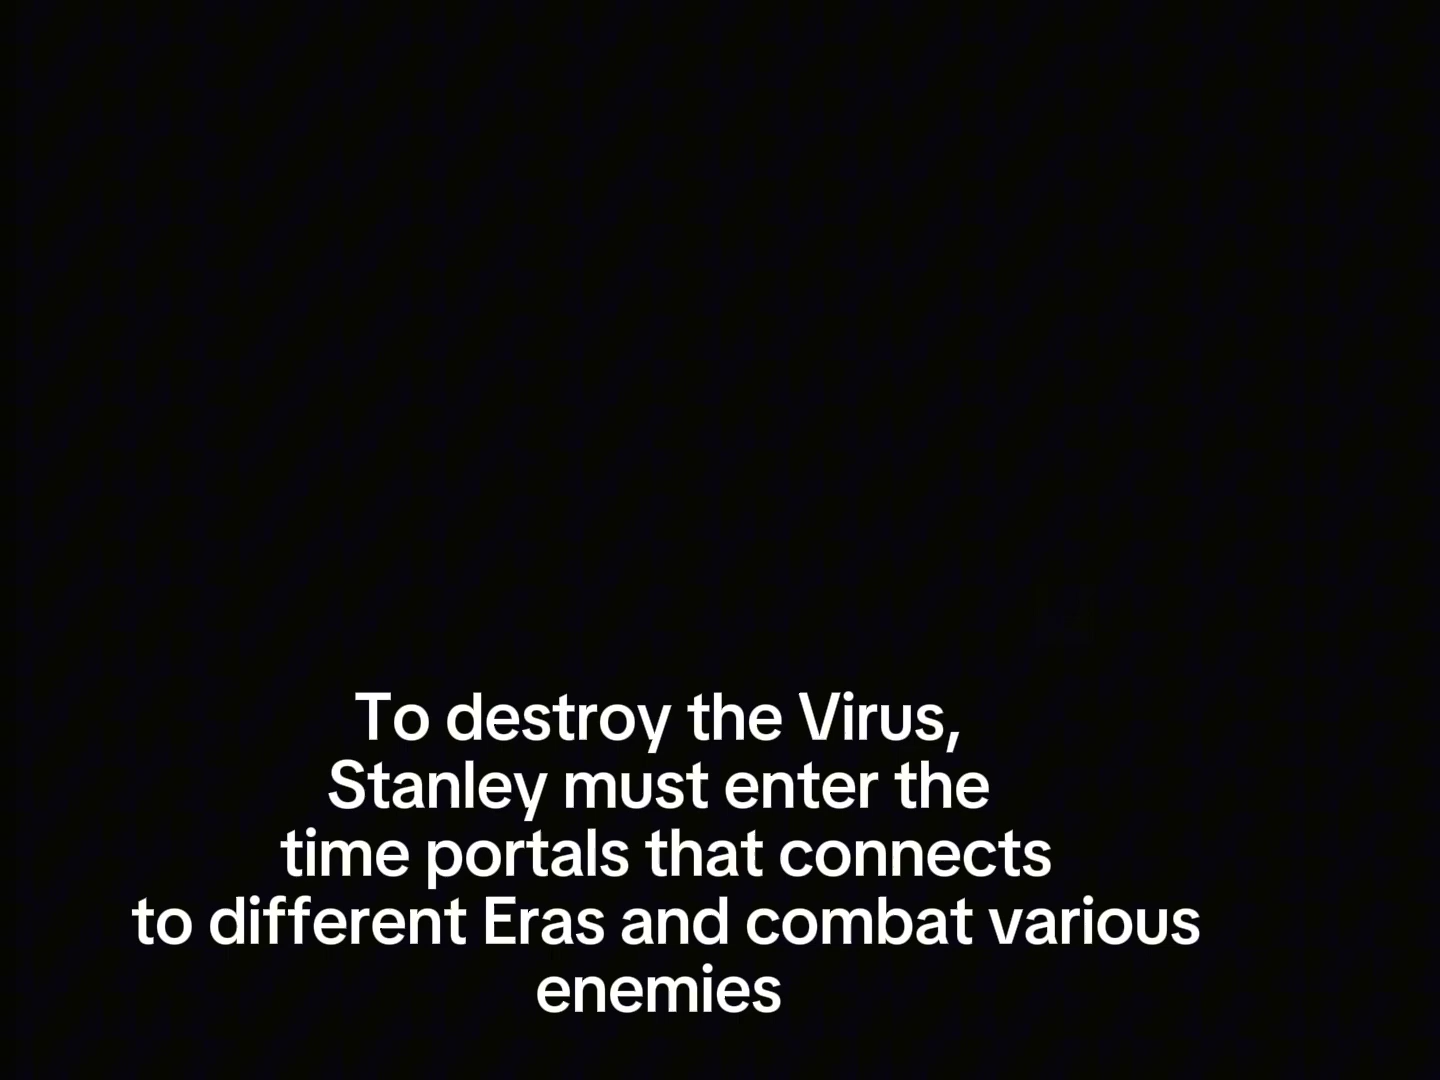 To destroy the Virus,
Stanley must enter the
time portals that connects
to different Eras and combat various
enemies